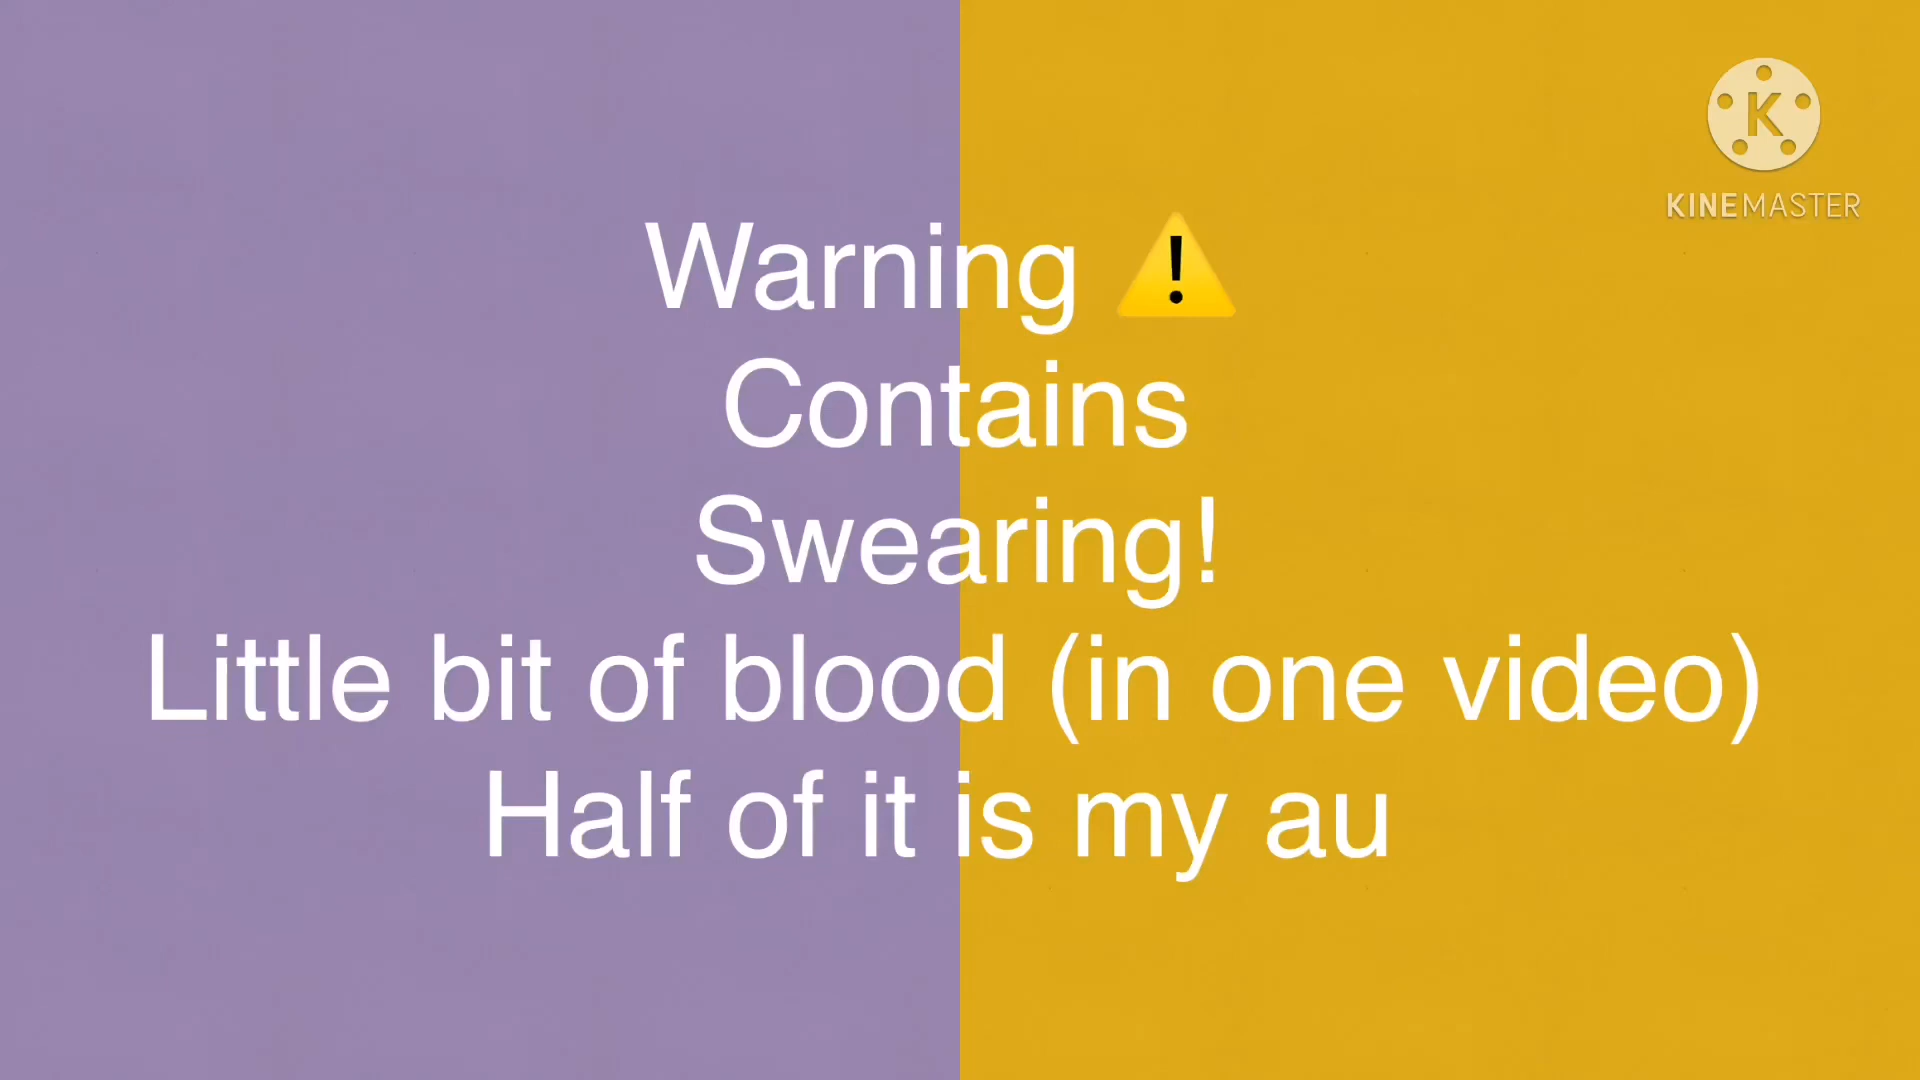 K
KINEMASTER
Warning ⚠️
Contains
Swearing!
Little bit of blood (in one video)
Half of it is my au